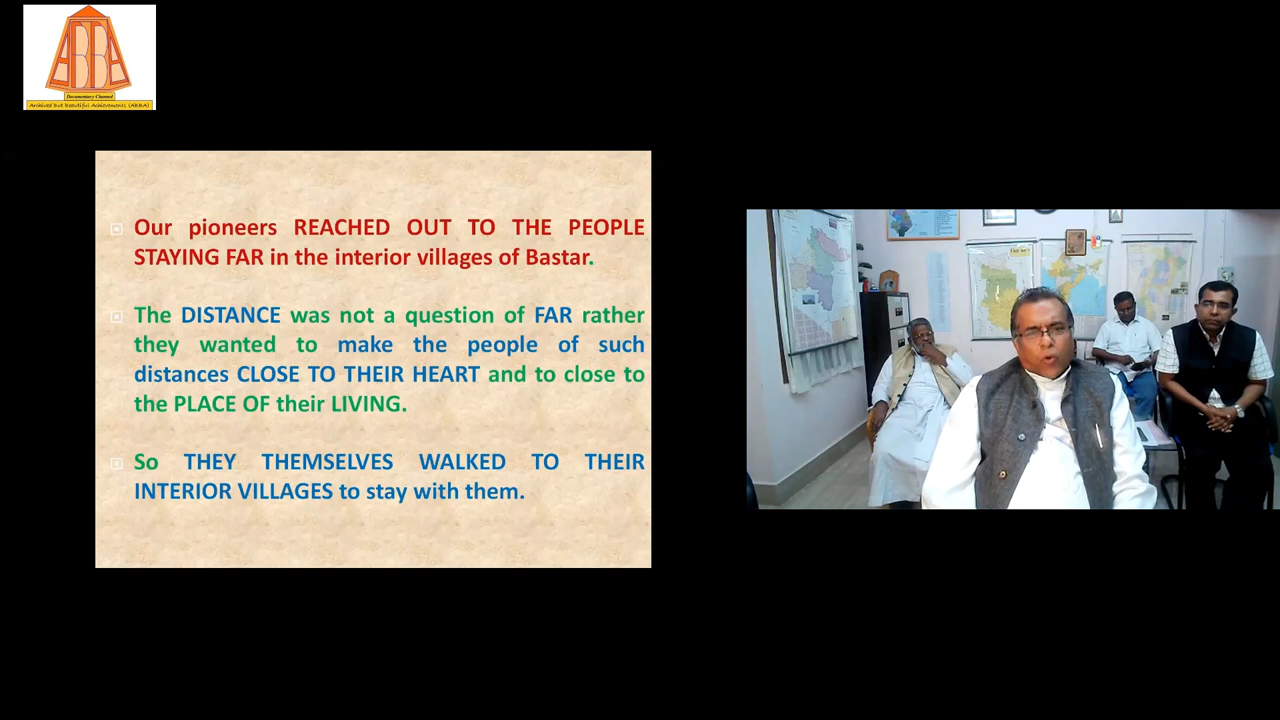 ABBA
Documentary Channel
Archived but Beautiful Achievements (ABBA)
Our pioneers REACHED OUT TO THE PEOPLE
STAYING FAR in the interior villages of Bastar.
The DISTANCE was not a question of FAR rather
they wanted to make the people of such
distances CLOSE TO THEIR HEART and to close to
the PLACE OF their LIVING.
So THEY THEMSELVES WALKED TO THEIR
INTERIOR VILLAGES to stay with them.